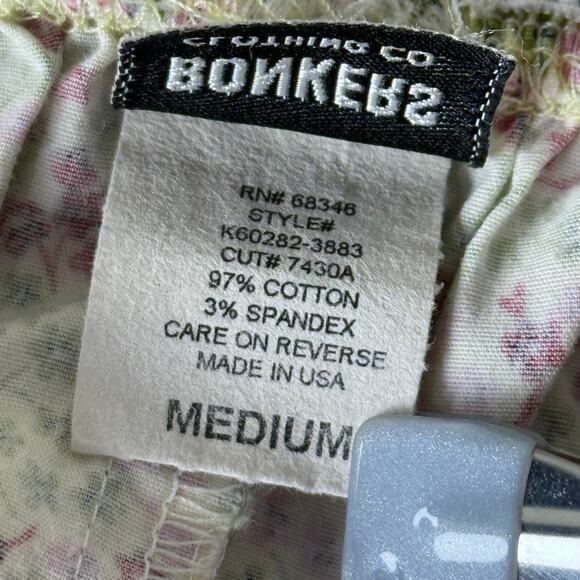 BONKERS
CLOTHING CO.
RN# 68346
STYLE#
K60282-3883
CUT# 7430A
97% COTTON
3% SPANDEX
CARE ON REVERSE
MADE IN USA
MEDIUM